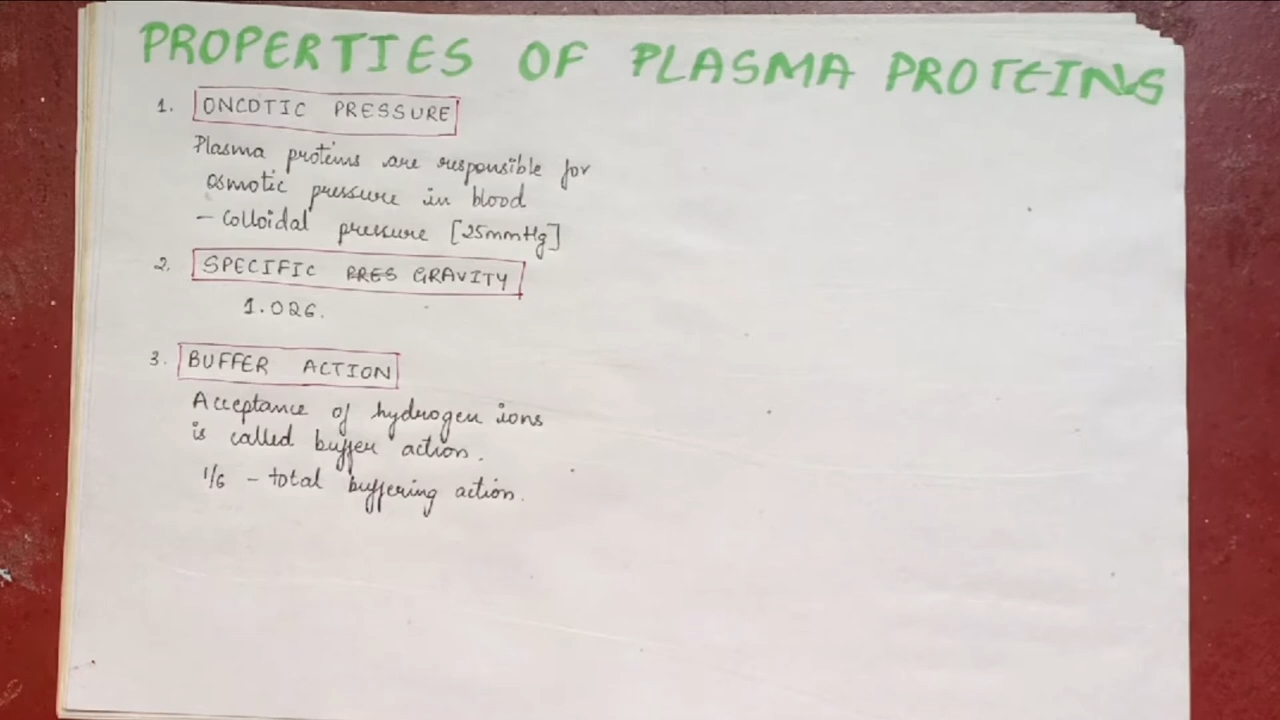 PROPERTIES OF PLASMA PROTEINS
1. ONCOTIC PRESSURE
Plasma proteins are responsible for
osmotic pressure in blood
- Colloidal pressure [25mmHg]
2. SPECIFIC PRES GRAVITY
1.026.
3. BUFFER ACTION
Acceptance of hydrogen ions
is called buffer action.
1/6 - total buffering action.